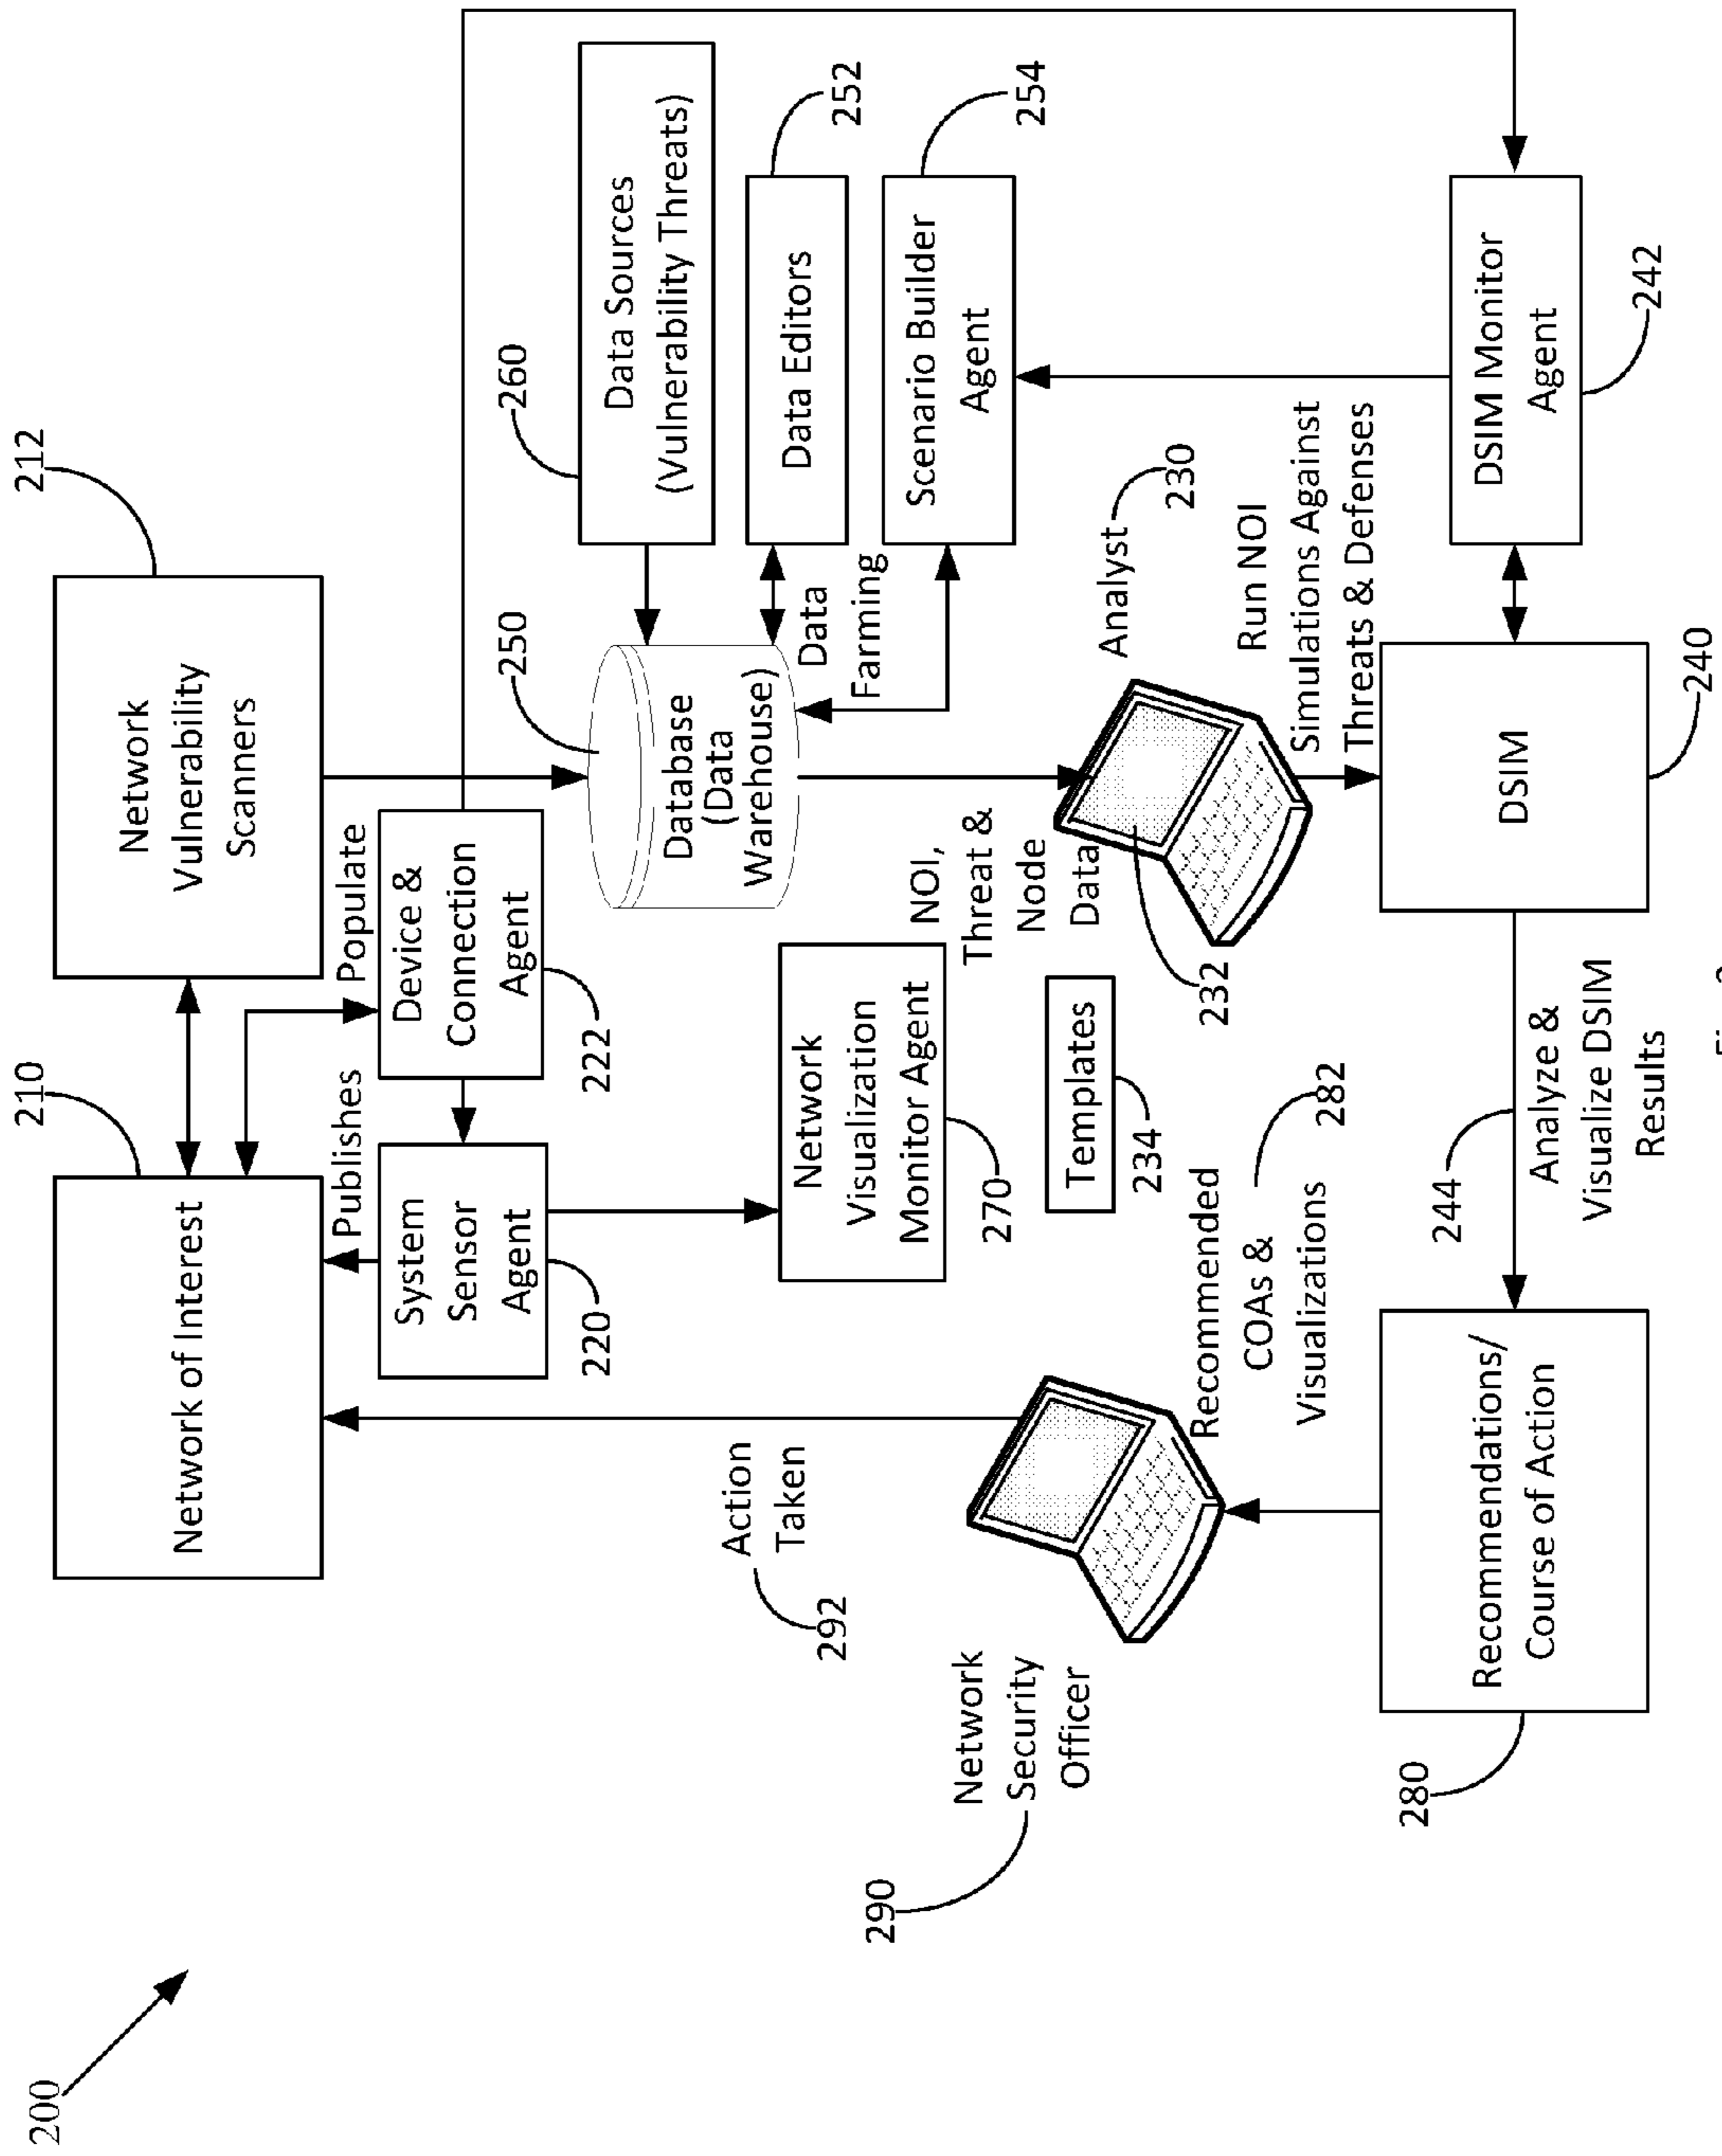 200
210
212
Network of Interest
Network
Vulnerability
Scanners
Publishes
Populate
System
Sensor
Agent
220
Device &
Connection
Agent
222
260
Data Sources
(Vulnerability Threats)
250
Database
(Data
Warehouse)
Data Editors
252
Data
Farming
Scenario Builder
Agent
254
Action
Taken
292
Network
Visualization
Monitor Agent
270
NOI,
Threat &
Node
Data
Templates
234
232
Analyst
230
Network
Security
Officer
290
Recommended
COAs &
Visualizations
282
Run NOI
Simulations Against
Threats & Defenses
Recommendations/
Course of Action
280
244
Analyze &
Visualize DSIM
Results
DSIM
240
DSIM Monitor
Agent
242